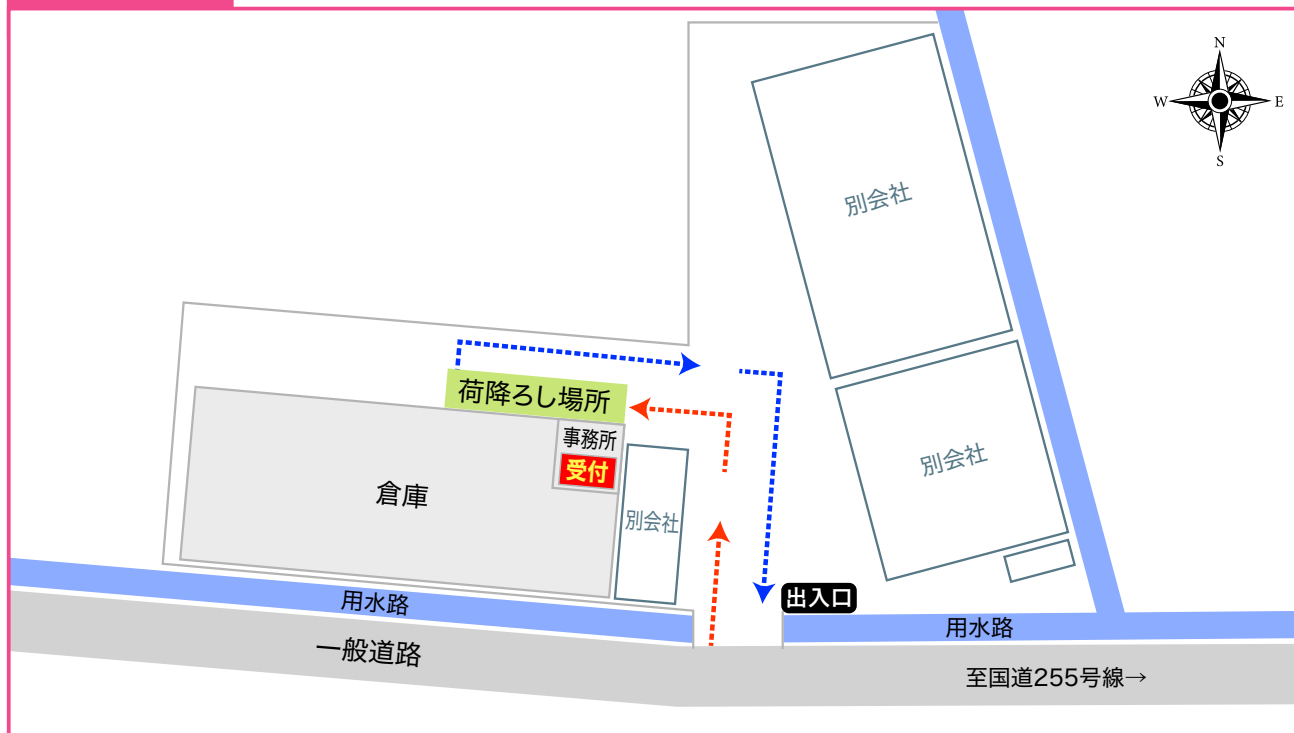 N
W
E
S
別会社
荷降ろし場所
事務所
受付
別会社
倉庫
別会社
出入口
用水路
用水路
一般道路
至国道255号線→